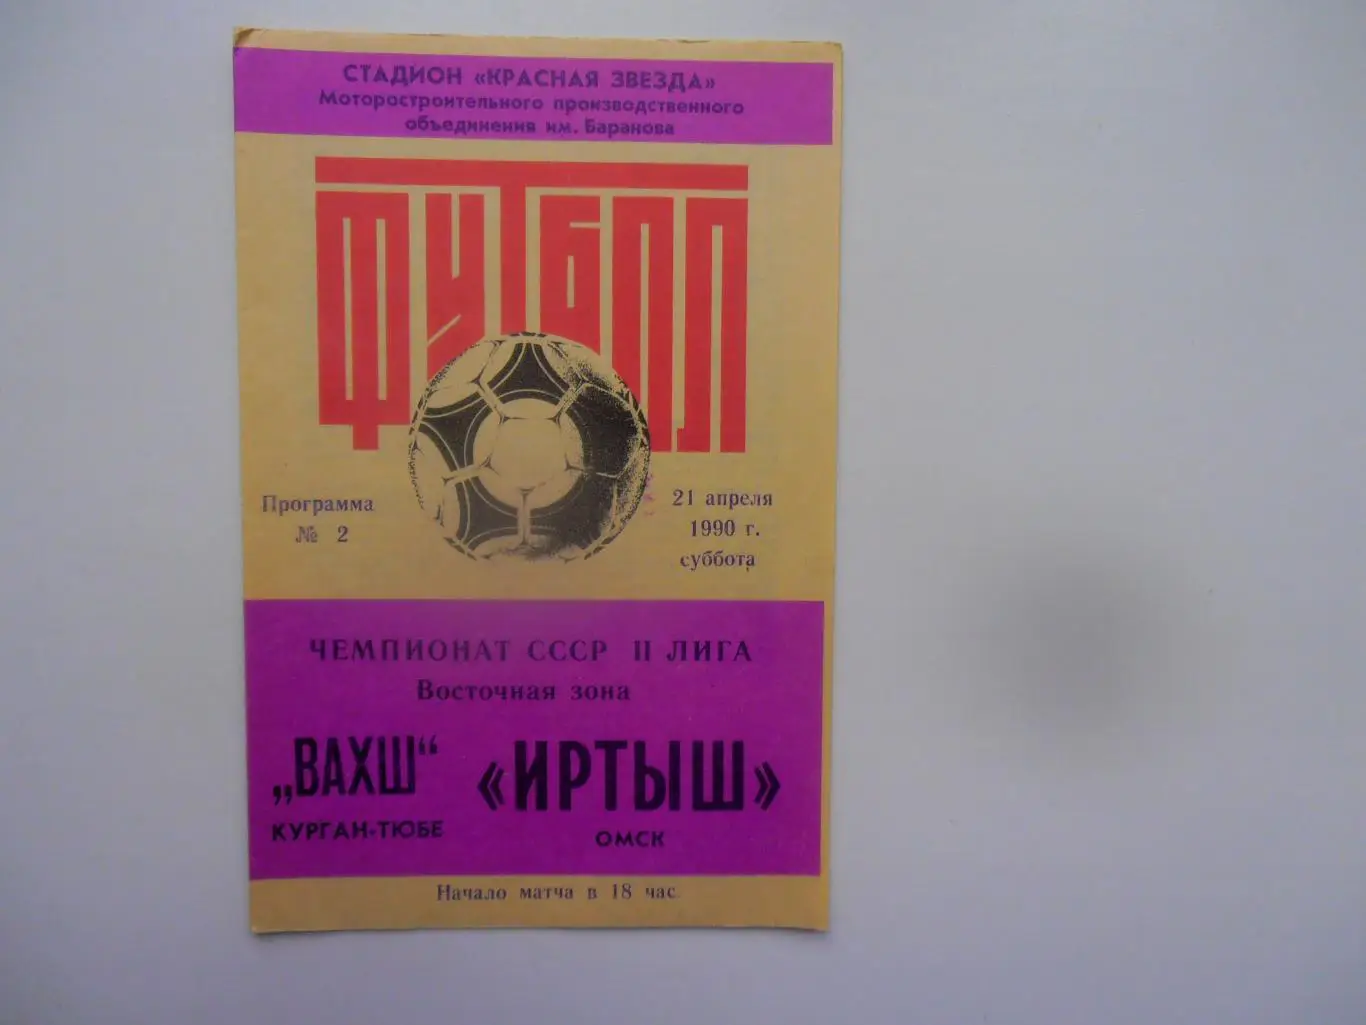 СТАДИОН «КРАСНАЯ ЗВЕЗДА»
Моторостроительного производственного
объединения им. Баранова
ФУТБОЛ
Программа
№ 2
21 апреля
1990 г.
суббота
ЧЕМПИОНАТ СССР II ЛИГА
Восточная зона
„ВАХШ“ «ИРТЫШ»
КУРГАН-ТЮБЕ ОМСК
Начало матча в 18 час.